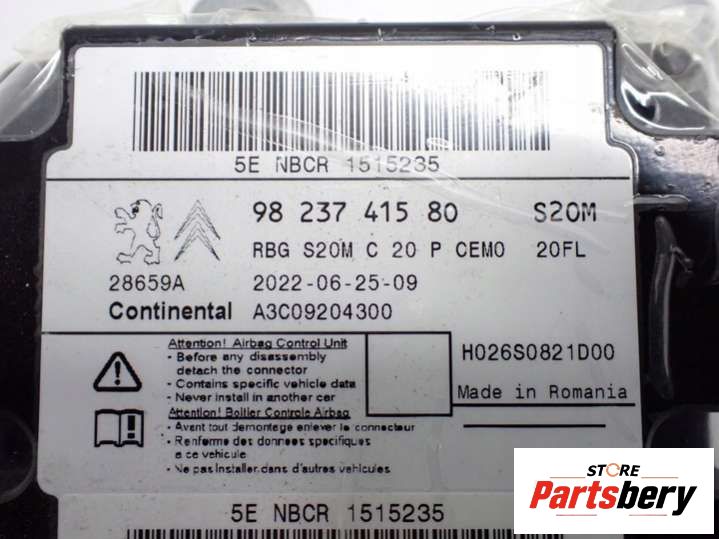 5E NBCR 1515235
98 237 415 80 S20M
RBG S20M C 20 P CEMO 20FL
28659A 2022-06-25-09
Continental A3C09204300
Attention! Airbag Control Unit
- Before any disassembly
detach the connector
- Contains specific vehicle data
- Never install in another car
H026S0821D00
Made in Romania
Attention! Boîtier Controle Airbag
- Avant tout demontage enlever le connecteur
- Renferme des donnees specifiques
a ce vehicule
- Ne pas installer dans d'autres vehicules
5E NBCR 1515235
STORE
Partsbery